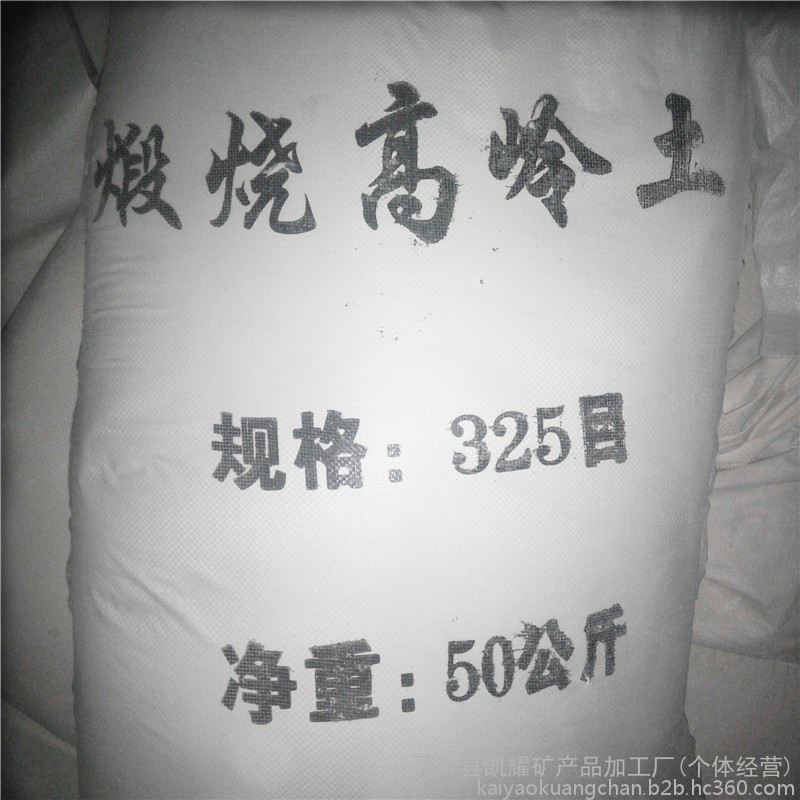 煅烧高岭土
规格：325目
净重：50公斤
县凯耀矿产品加工厂(个体经营)
kaiyaokuangchan.b2b.hc360.com